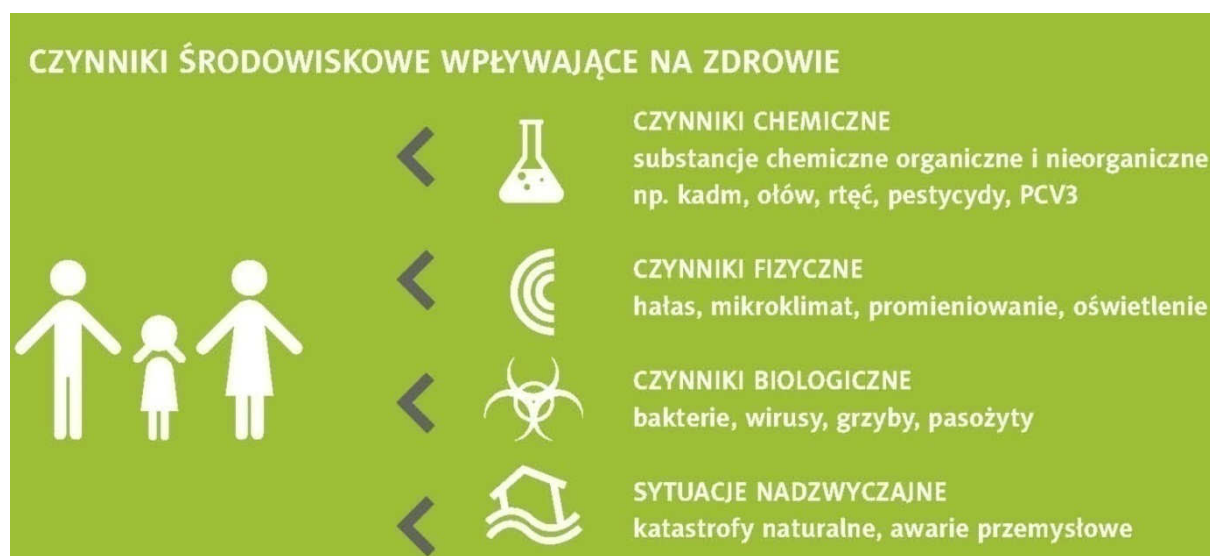 CZYNNIKI ŚRODOWISKOWE WPŁYWAJĄCE NA ZDROWIE
CZYNNIKI CHEMICZNE
substancje chemiczne organiczne i nieorganiczne
np. kadm, ołów, rtęć, pestycydy, PCV3
CZYNNIKI FIZYCZNE
hałas, mikroklimat, promieniowanie, oświetlenie
CZYNNIKI BIOLOGICZNE
bakterie, wirusy, grzyby, pasożyty
SYTUACJE NADZWYCZAJNE
katastrofy naturalne, awarie przemysłowe